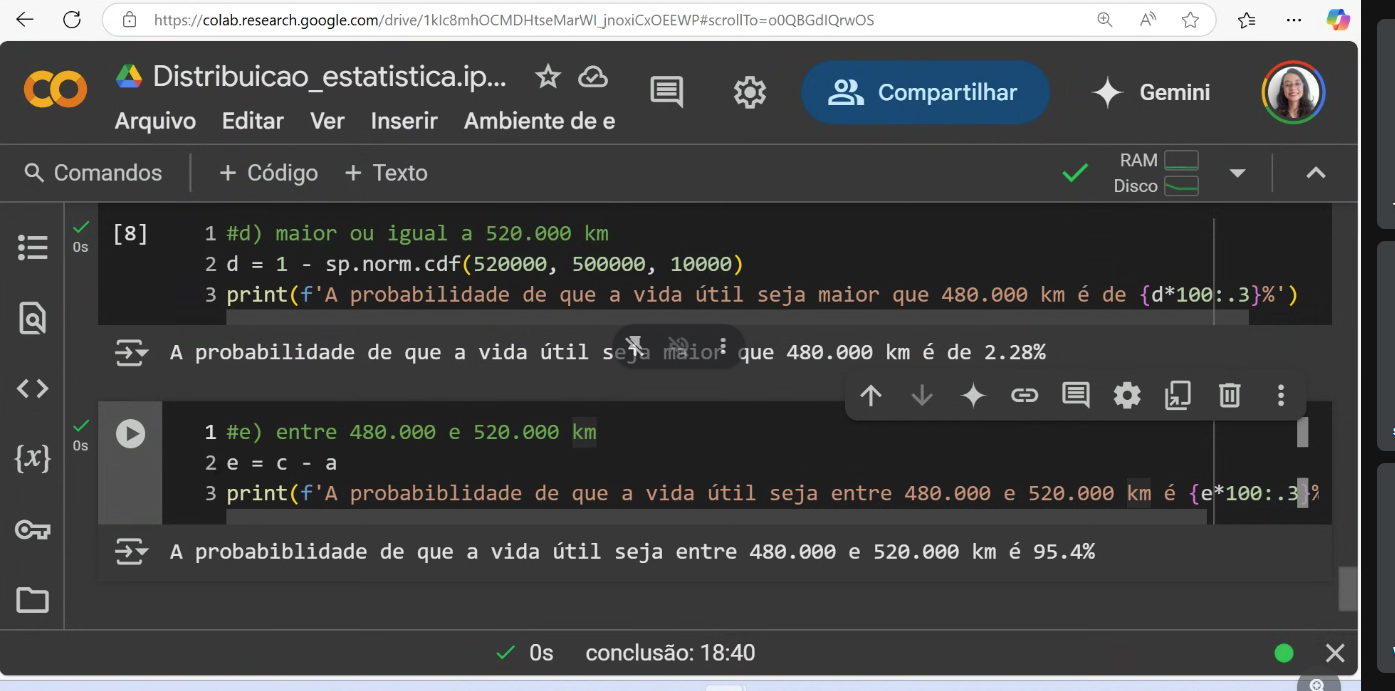 https://colab.research.google.com/drive/1kIc8mhOCMDHtseMarWI_jnoxiCxOEEWP#scrollTo=o0QBGdIQrwOS
Distribuicao_estatistica.ip...
Compartilhar
Gemini
Arquivo Editar Ver Inserir Ambiente de e
Comandos + Código + Texto
RAM
Disco
0s
[8]
1 #d) maior ou igual a 520.000 km
2 d = 1 - sp.norm.cdf(520000, 500000, 10000)
3 print(f'A probabilidade de que a vida útil seja maior que 480.000 km é de {d*100:.3}%')
A probabilidade de que a vida útil seja maior que 480.000 km é de 2.28%
0s
1 #e) entre 480.000 e 520.000 km
2 e = c - a
3 print(f'A probabiblidade de que a vida útil seja entre 480.000 e 520.000 km é {e*100:.3}%
A probabiblidade de que a vida útil seja entre 480.000 e 520.000 km é 95.4%
0s conclusão: 18:40